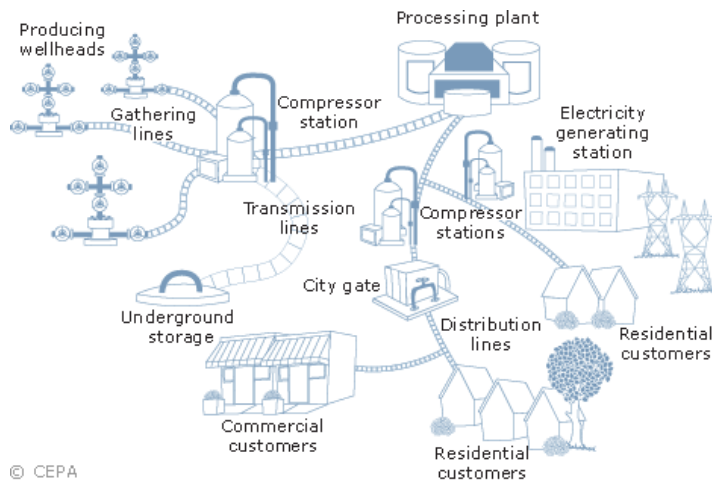 Processing plant
Producing
wellheads
Gathering
lines
Compressor
station
Electricity
generating
station
Transmission
lines
Compressor
stations
City gate
Underground
storage
Distribution
lines
Residential
customers
Commercial
customers
Residential
customers
© CEPA